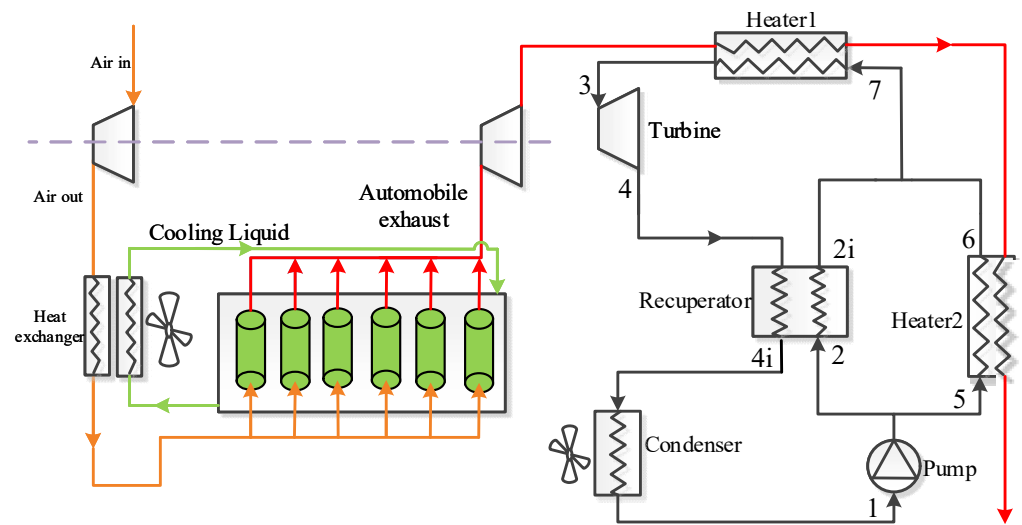 Heater1
Air in
3
7
Turbine
4
Air out
Automobile
exhaust
Cooling Liquid
2i
6
Recuperator
Heat
exchanger
Heater2
4i
2
5
Condenser
Pump
1